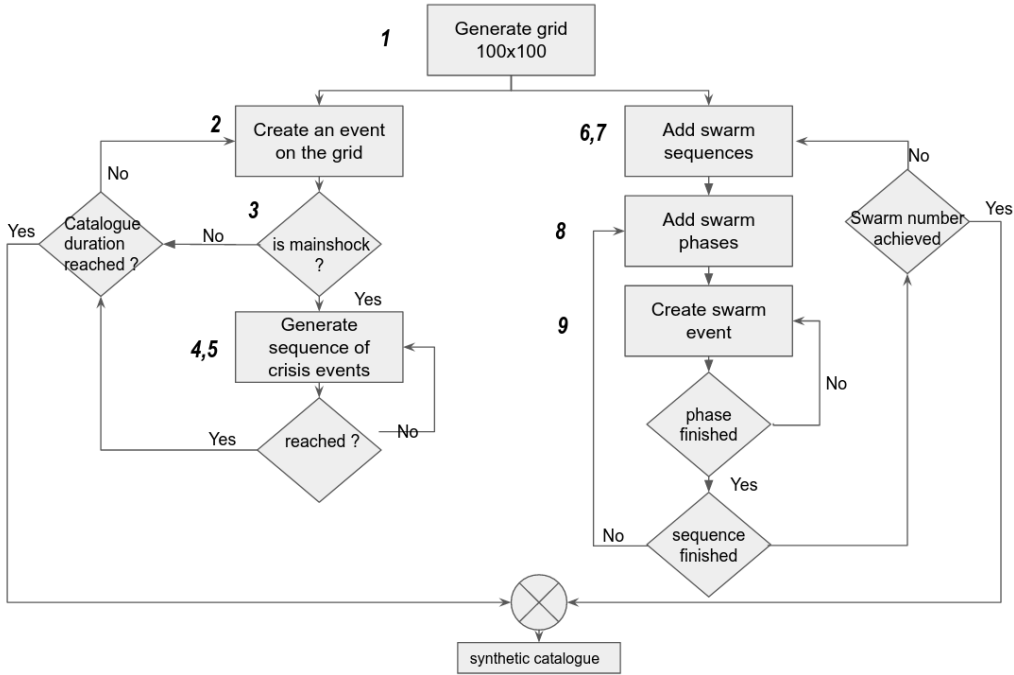 1
Generate grid
100x100
2
Create an event
on the grid
6,7
Add swarm
sequences
No
No
3
Catalogue
duration
reached ?
Yes
No
is mainshock
?
8
Add swarm
phases
Swarm number
achieved
Yes
Yes
4,5
Generate
sequence of
crisis events
9
Create swarm
event
No
phase
finished
Yes
reached ?
No
Yes
No
sequence
finished
synthetic catalogue